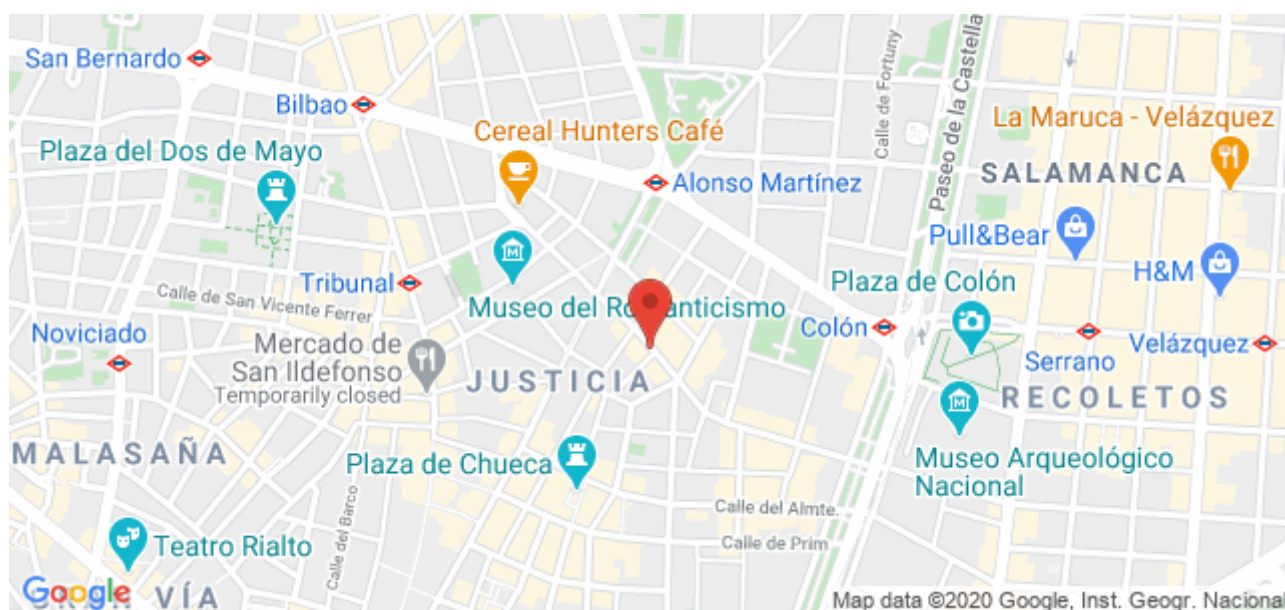 San Bernardo
Bilbao
Calle de Fortuny
Paseo de la Castella
La Maruca - Velázquez
Cereal Hunters Café
Plaza del Dos de Mayo
Alonso Martínez
SALAMANCA
Pull&Bear
Tribunal
Calle de San Vicente Ferrer
Museo del Ro anticismo
Plaza de Colón
H&M
Noviciado
Mercado de
San Ildefonso
Temporarily closed
Colón
Serrano
Velázquez
JUSTICIA
RECOLETOS
MALASAÑA
Plaza de Chueca
Museo Arqueológico
Nacional
Calle del Barco
Calle del Almte.
Calle de Prim
Teatro Rialto
Google
VÍA
Map data ©2020 Google, Inst. Geogr. Nacional